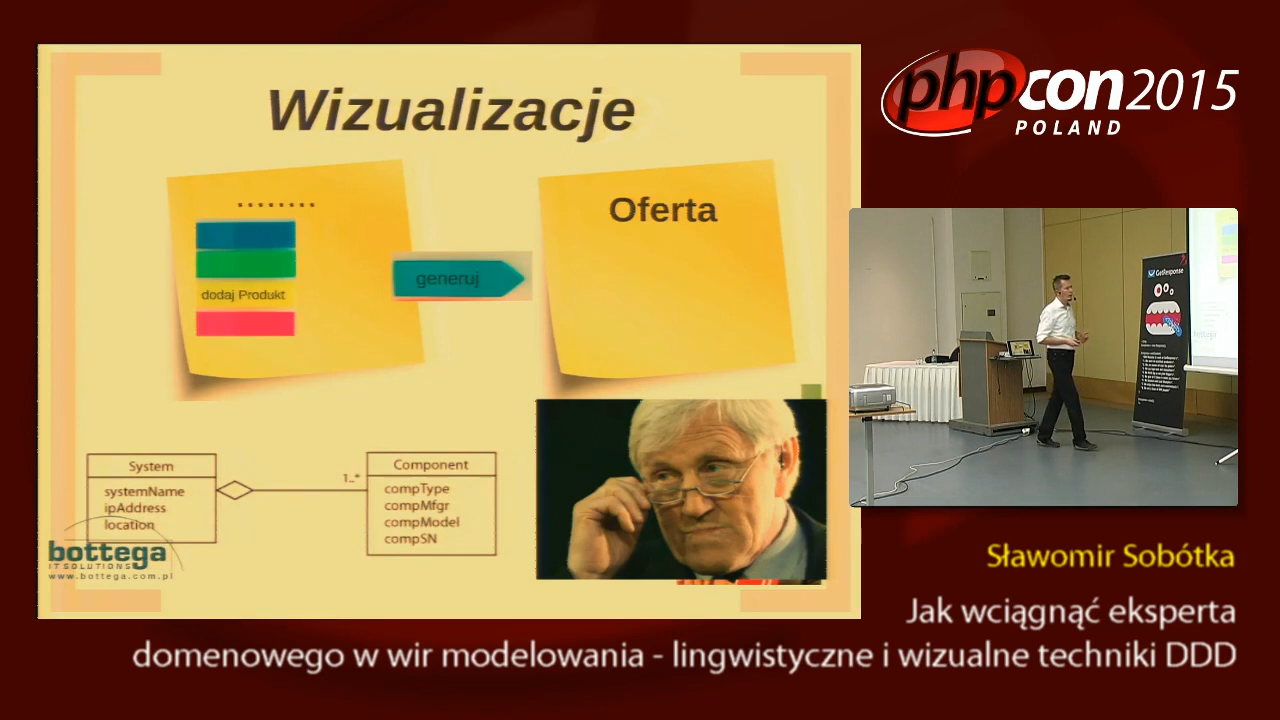 Wizualizacje
........
dodaj Produkt
generuj
Oferta
System
systemName
ipAddress
location
1..*
Component
compType
compMfgr
compModel
compSN
bottega
IT SOLUTIONS
www.bottega.com.pl
phpcon2015
POLAND
GetResponse
Sławomir Sobótka
Jak wciągnąć eksperta
domenowego w wir modelowania - lingwistyczne i wizualne techniki DDD